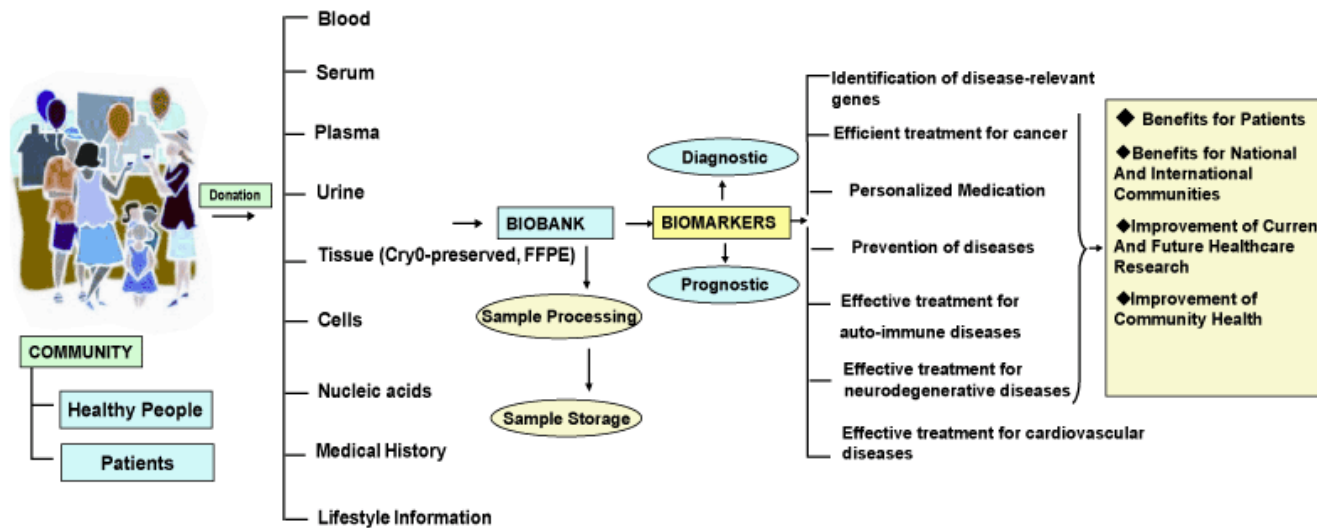 Donation
COMMUNITY
Healthy People
Patients
Blood
Serum
Plasma
Urine
Tissue (Cry0-preserved, FFPE)
Cells
Nucleic acids
Medical History
Lifestyle Information
BIOBANK
Sample Processing
Sample Storage
BIOMARKERS
Diagnostic
Prognostic
Identification of disease-relevant
genes
Efficient treatment for cancer
Personalized Medication
Prevention of diseases
Effective treatment for
auto-immune diseases
Effective treatment for
neurodegenerative diseases
Effective treatment for cardiovascular
diseases
◆ Benefits for Patients
◆Benefits for National
And International
Communities
◆Improvement of Curren
And Future Healthcare
Research
◆Improvement of
Community Health